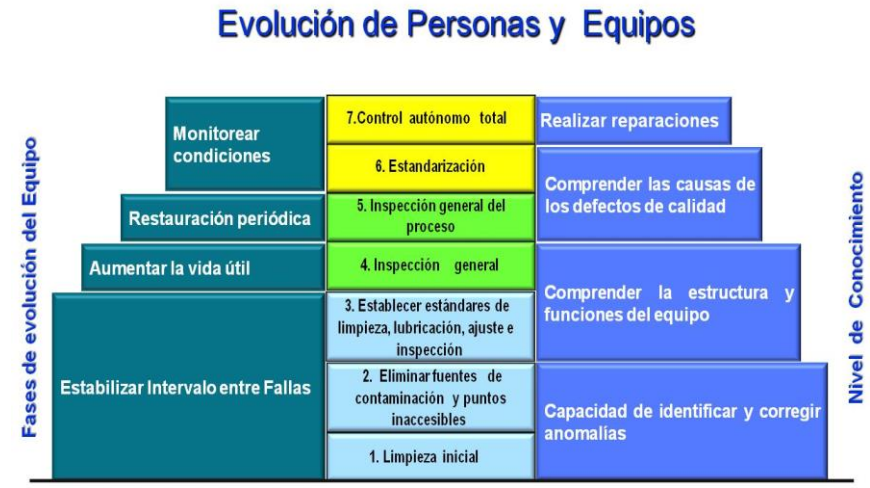 Evolución de Personas y Equipos
Fases de evolución del Equipo
Monitorear
condiciones
Restauración periódica
Aumentar la vida útil
Estabilizar Intervalo entre Fallas
7.Control autónomo total
6. Estandarización
5. Inspección general del
proceso
4. Inspección general
3. Establecer estándares de
limpieza, lubricación, ajuste e
inspección
2. Eliminar fuentes de
contaminación y puntos
inaccesibles
1. Limpieza inicial
Realizar reparaciones
Comprender las causas de
los defectos de calidad
Comprender la estructura y
funciones del equipo
Capacidad de identificar y corregir
anomalías
Nivel de Conocimiento